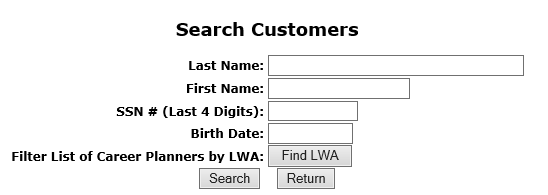 Search Customers
Last Name:
First Name:
SSN # (Last 4 Digits):
Birth Date:
Filter List of Career Planners by LWA: Find LWA
Search Return